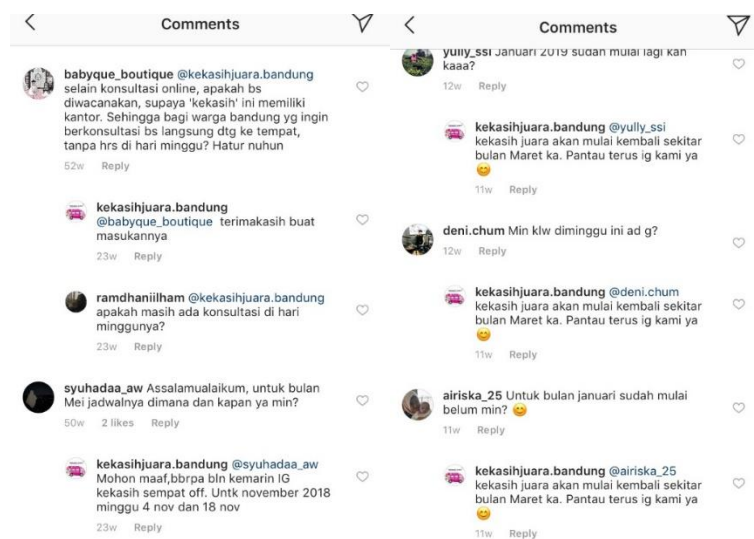 Comments
babyque_boutique @kekasihjuara.bandung
selain konsultasi online, apakah bs
diwacanakan, supaya 'kekasih' ini memiliki
kantor. Sehingga bagi warga bandung yg ingin
berkonsultasi bs langsung dtg ke tempat,
tanpa hrs di hari minggu? Hatur nuhun
52w Reply
kekasihjuara.bandung
@babyque_boutique terimakasih buat
masukannya
23w Reply
ramdhaniilham @kekasihjuara.bandung
apakah masih ada konsultasi di hari
minggunya?
23w Reply
syuhadaa_aw Assalamualaikum, untuk bulan
Mei jadwalnya dimana dan kapan ya min?
50w 2 likes Reply
kekasihjuara.bandung @syuhadaa_aw
Mohon maaf,bbrpa bln kemarin IG
kekasih sempat off. Untk november 2018
minggu 4 nov dan 18 nov
23w Reply
Comments
yully_ssi Januari 2019 sudah mulai lagi kah
kaaa?
12w Reply
kekasihjuara.bandung @yully_ssi
kekasih juara akan mulai kembali sekitar
bulan Maret ka. Pantau terus ig kami ya
😊
11w Reply
deni.chum Min klw diminggu ini ad g?
12w Reply
kekasihjuara.bandung @deni.chum
kekasih juara akan mulai kembali sekitar
bulan Maret ka. Pantau terus ig kami ya
😊
11w Reply
airiska_25 Untuk bulan januari sudah mulai
belum min? 😊
11w Reply
kekasihjuara.bandung @airiska_25
kekasih juara akan mulai kembali sekitar
bulan Maret ka. Pantau terus ig kami ya
😊
11w Reply